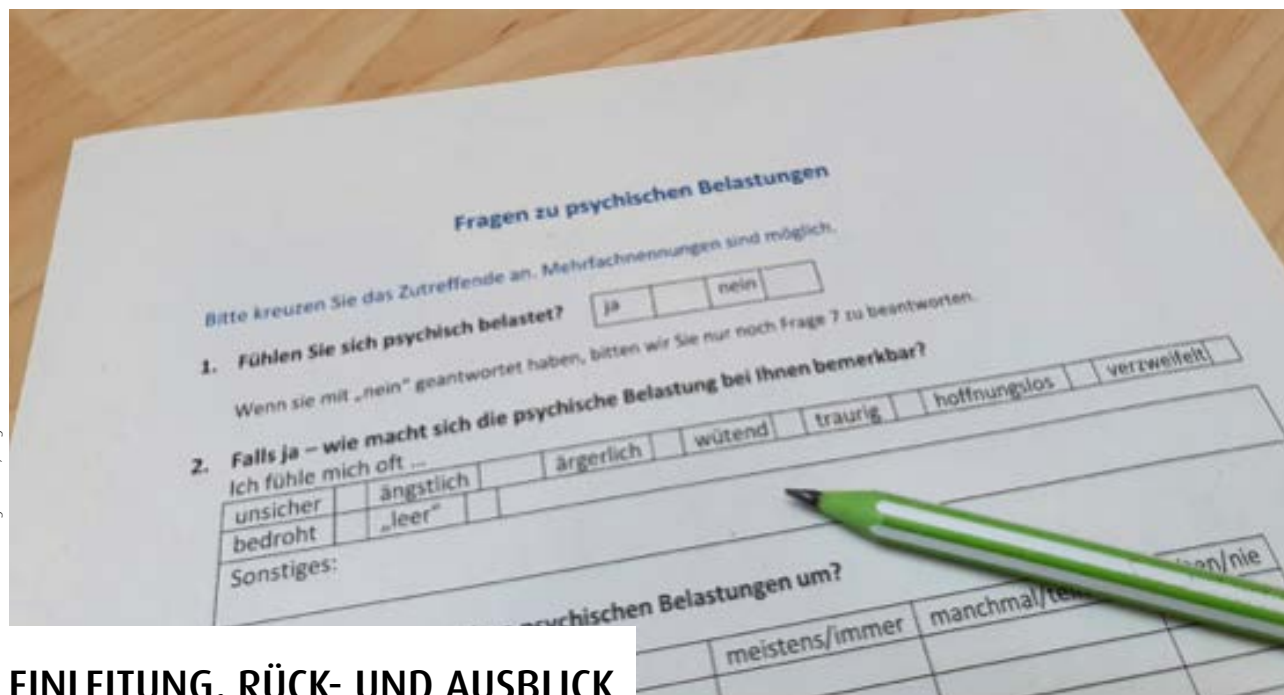 Fragen zu psychischen Belastungen
Bitte kreuzen Sie das Zutreffende an. Mehrfachnennungen sind möglich.
1. Fühlen Sie sich psychisch belastet? ja nein
Wenn sie mit „nein" geantwortet haben, bitten wir Sie nur noch Frage 7 zu beantworten.
2. Falls ja – wie macht sich die psychische Belastung bei Ihnen bemerkbar?
Ich fühle mich oft ...
unsicher ängstlich ärgerlich wütend traurig hoffnungslos verzweifelt
bedroht „leer"
Sonstiges:
psychischen Belastungen um?
meistens/immer
EINLEITUNG, RÜCK- UND AUSBLICK